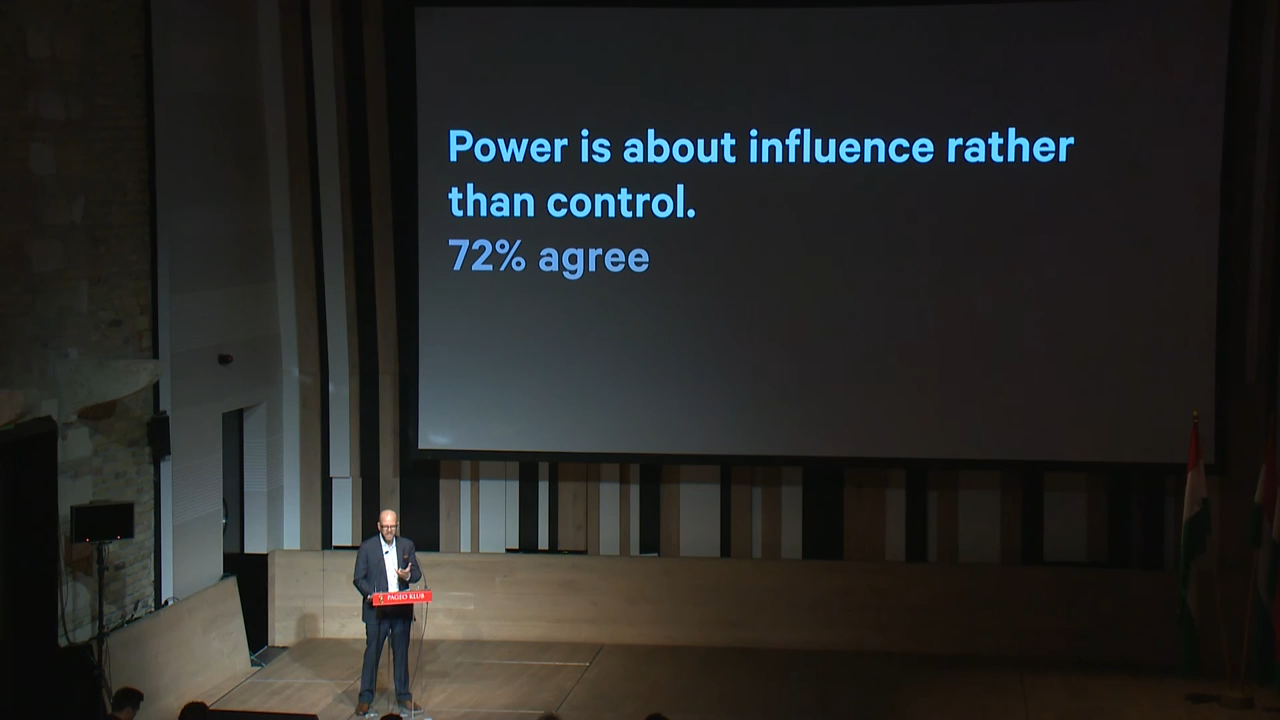 Power is about influence rather
than control.
72% agree
PAGEO KLUB